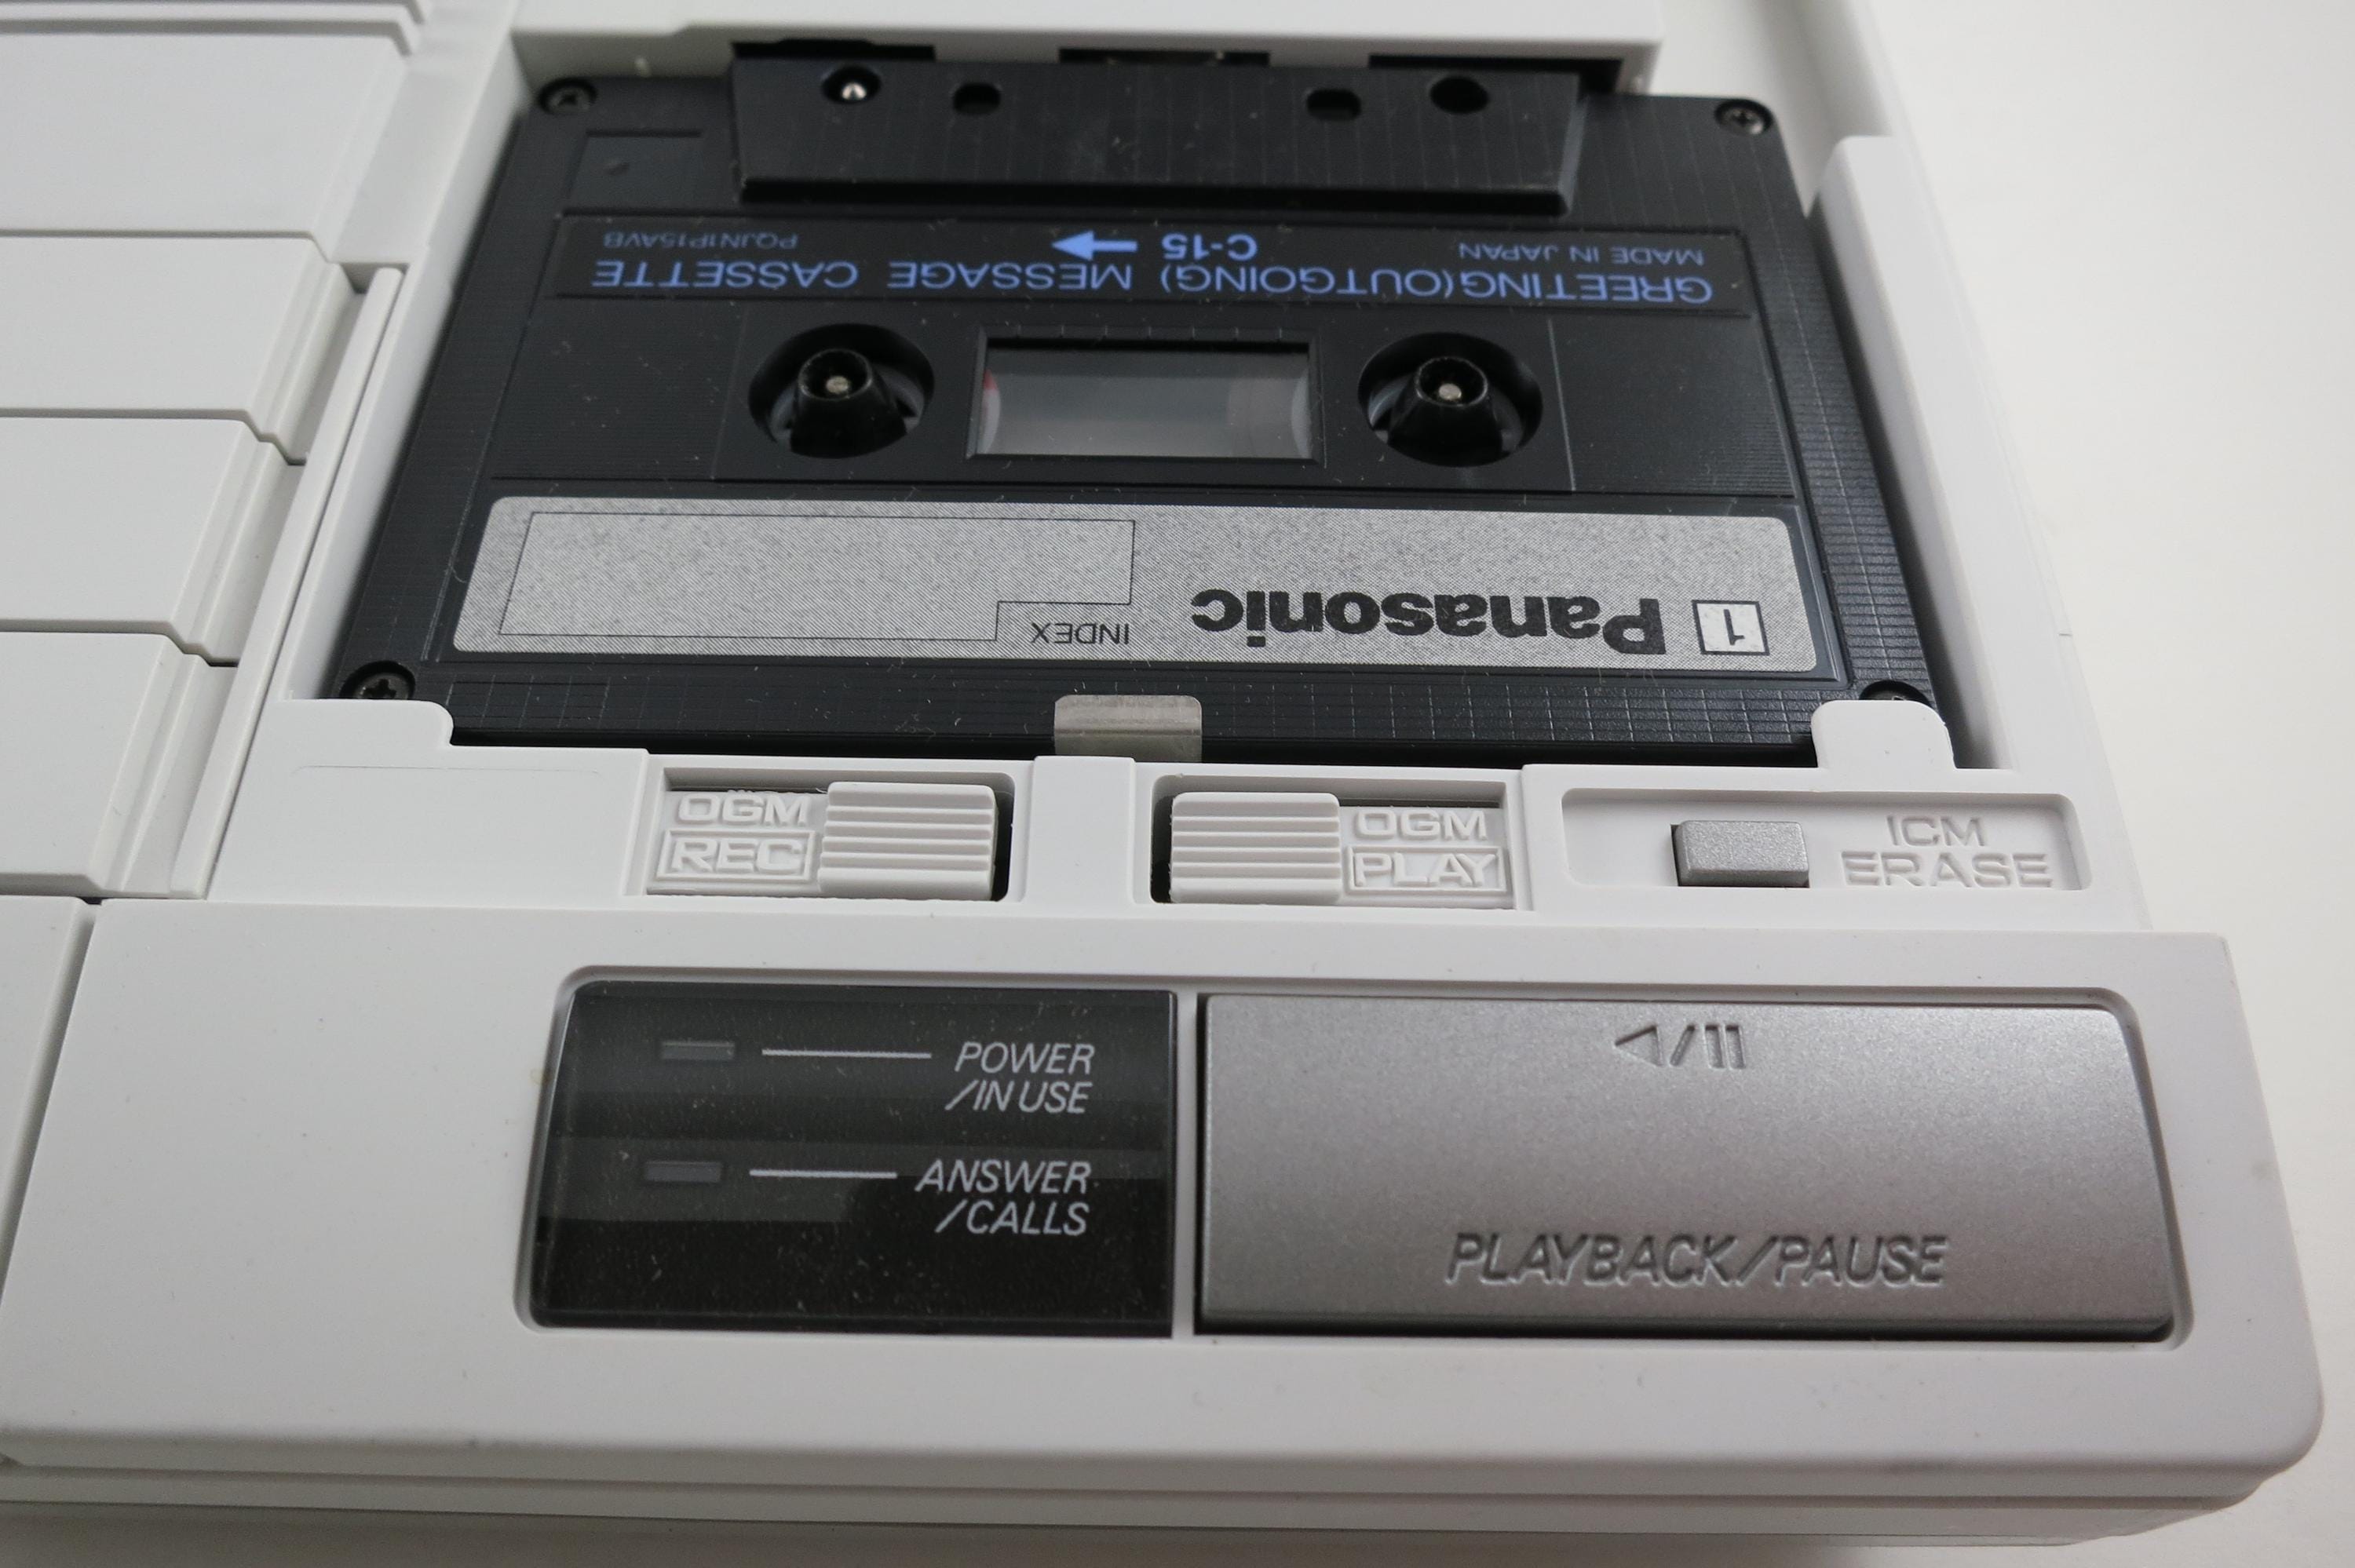 MADE IN JAPAN C-15 PQJN1P15AVB
GREETING(OUTGOING) MESSAGE CASSETTE
1 Panasonic
INDEX
OGM
REC
OGM
PLAY
ICM
ERASE
POWER
/IN USE
ANSWER
/CALLS
PLAYBACK/PAUSE